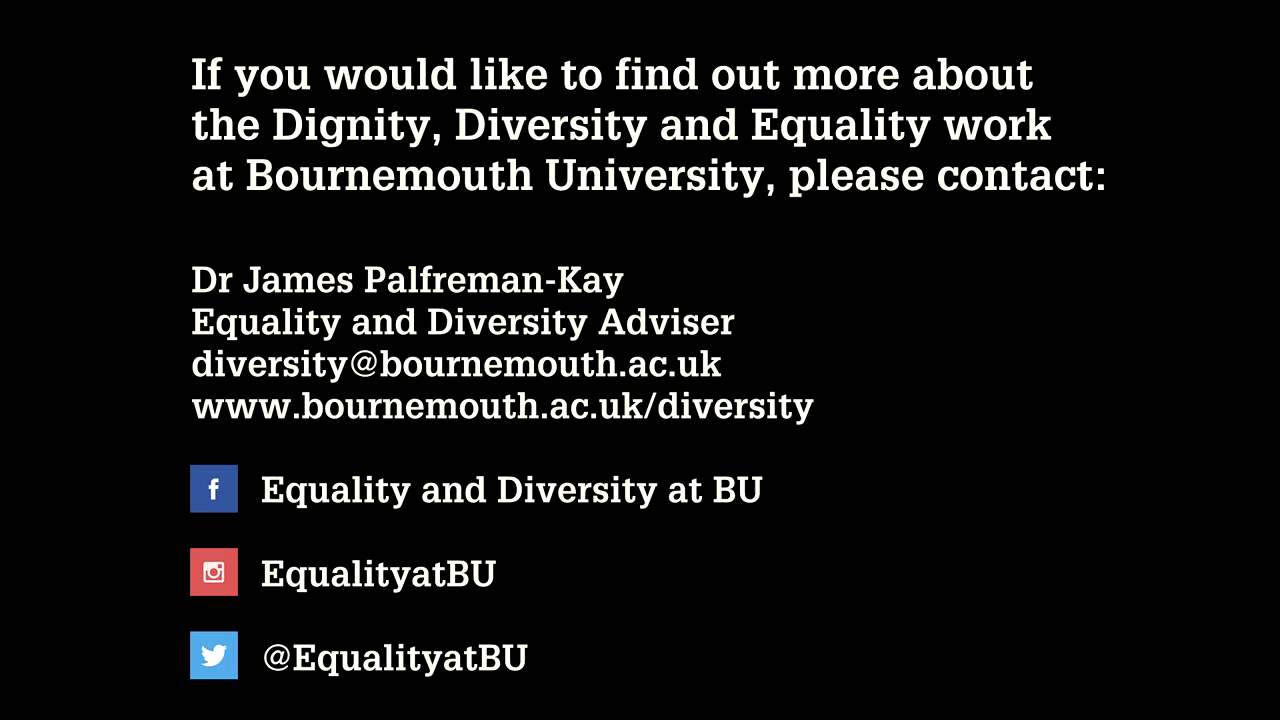 If you would like to find out more about
the Dignity, Diversity and Equality work
at Bournemouth University, please contact:
Dr James Palfreman-Kay
Equality and Diversity Adviser
diversity@bournemouth.ac.uk
www.bournemouth.ac.uk/diversity
f Equality and Diversity at BU
EqualityatBU
@EqualityatBU